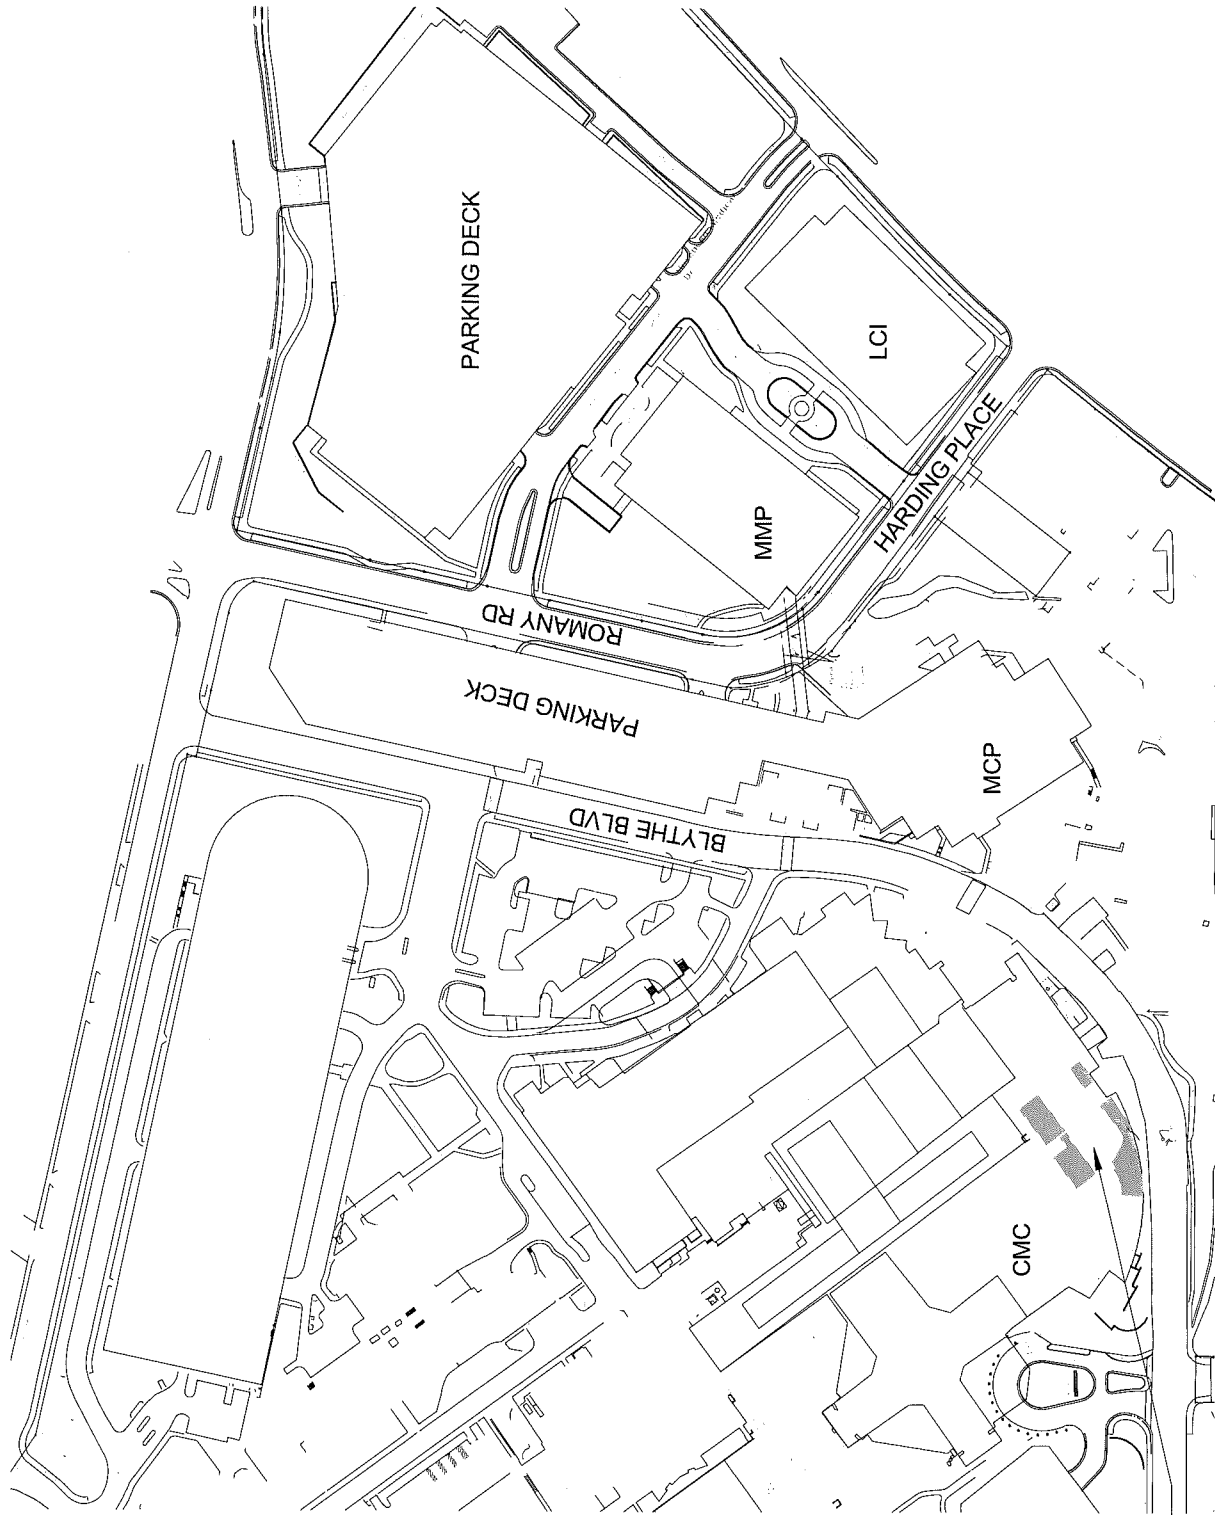 PARKING DECK
LCI
HARDING PLACE
MMP
ROMANY RD
PARKING DECK
MCP
BLYTHE BLVD
CMC